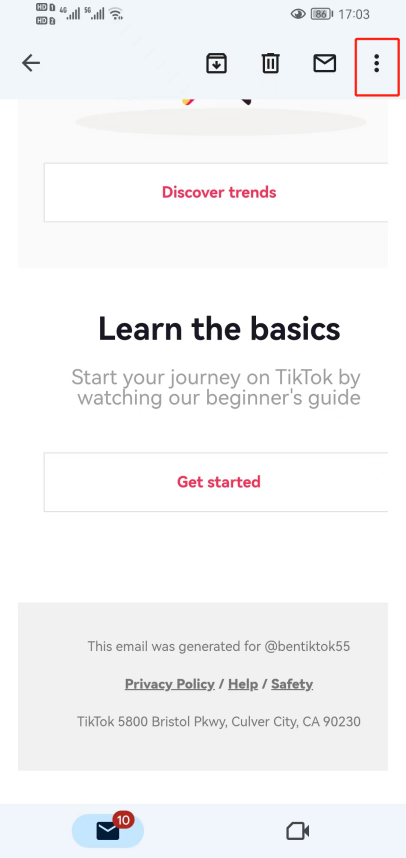 HD 1 4G 5G 86 17:03
HD 2
Discover trends
Learn the basics
Start your journey on TikTok by
watching our beginner's guide
Get started
This email was generated for @bentiktok55
Privacy Policy / Help / Safety
TikTok 5800 Bristol Pkwy, Culver City, CA 90230
10